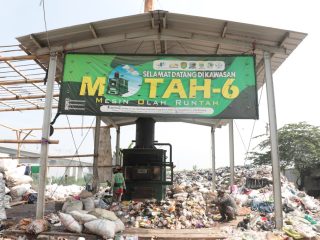 SELAMAT DATANG DI KAWASAN
MOTAH-6
MESIN OLAH RUNTAH